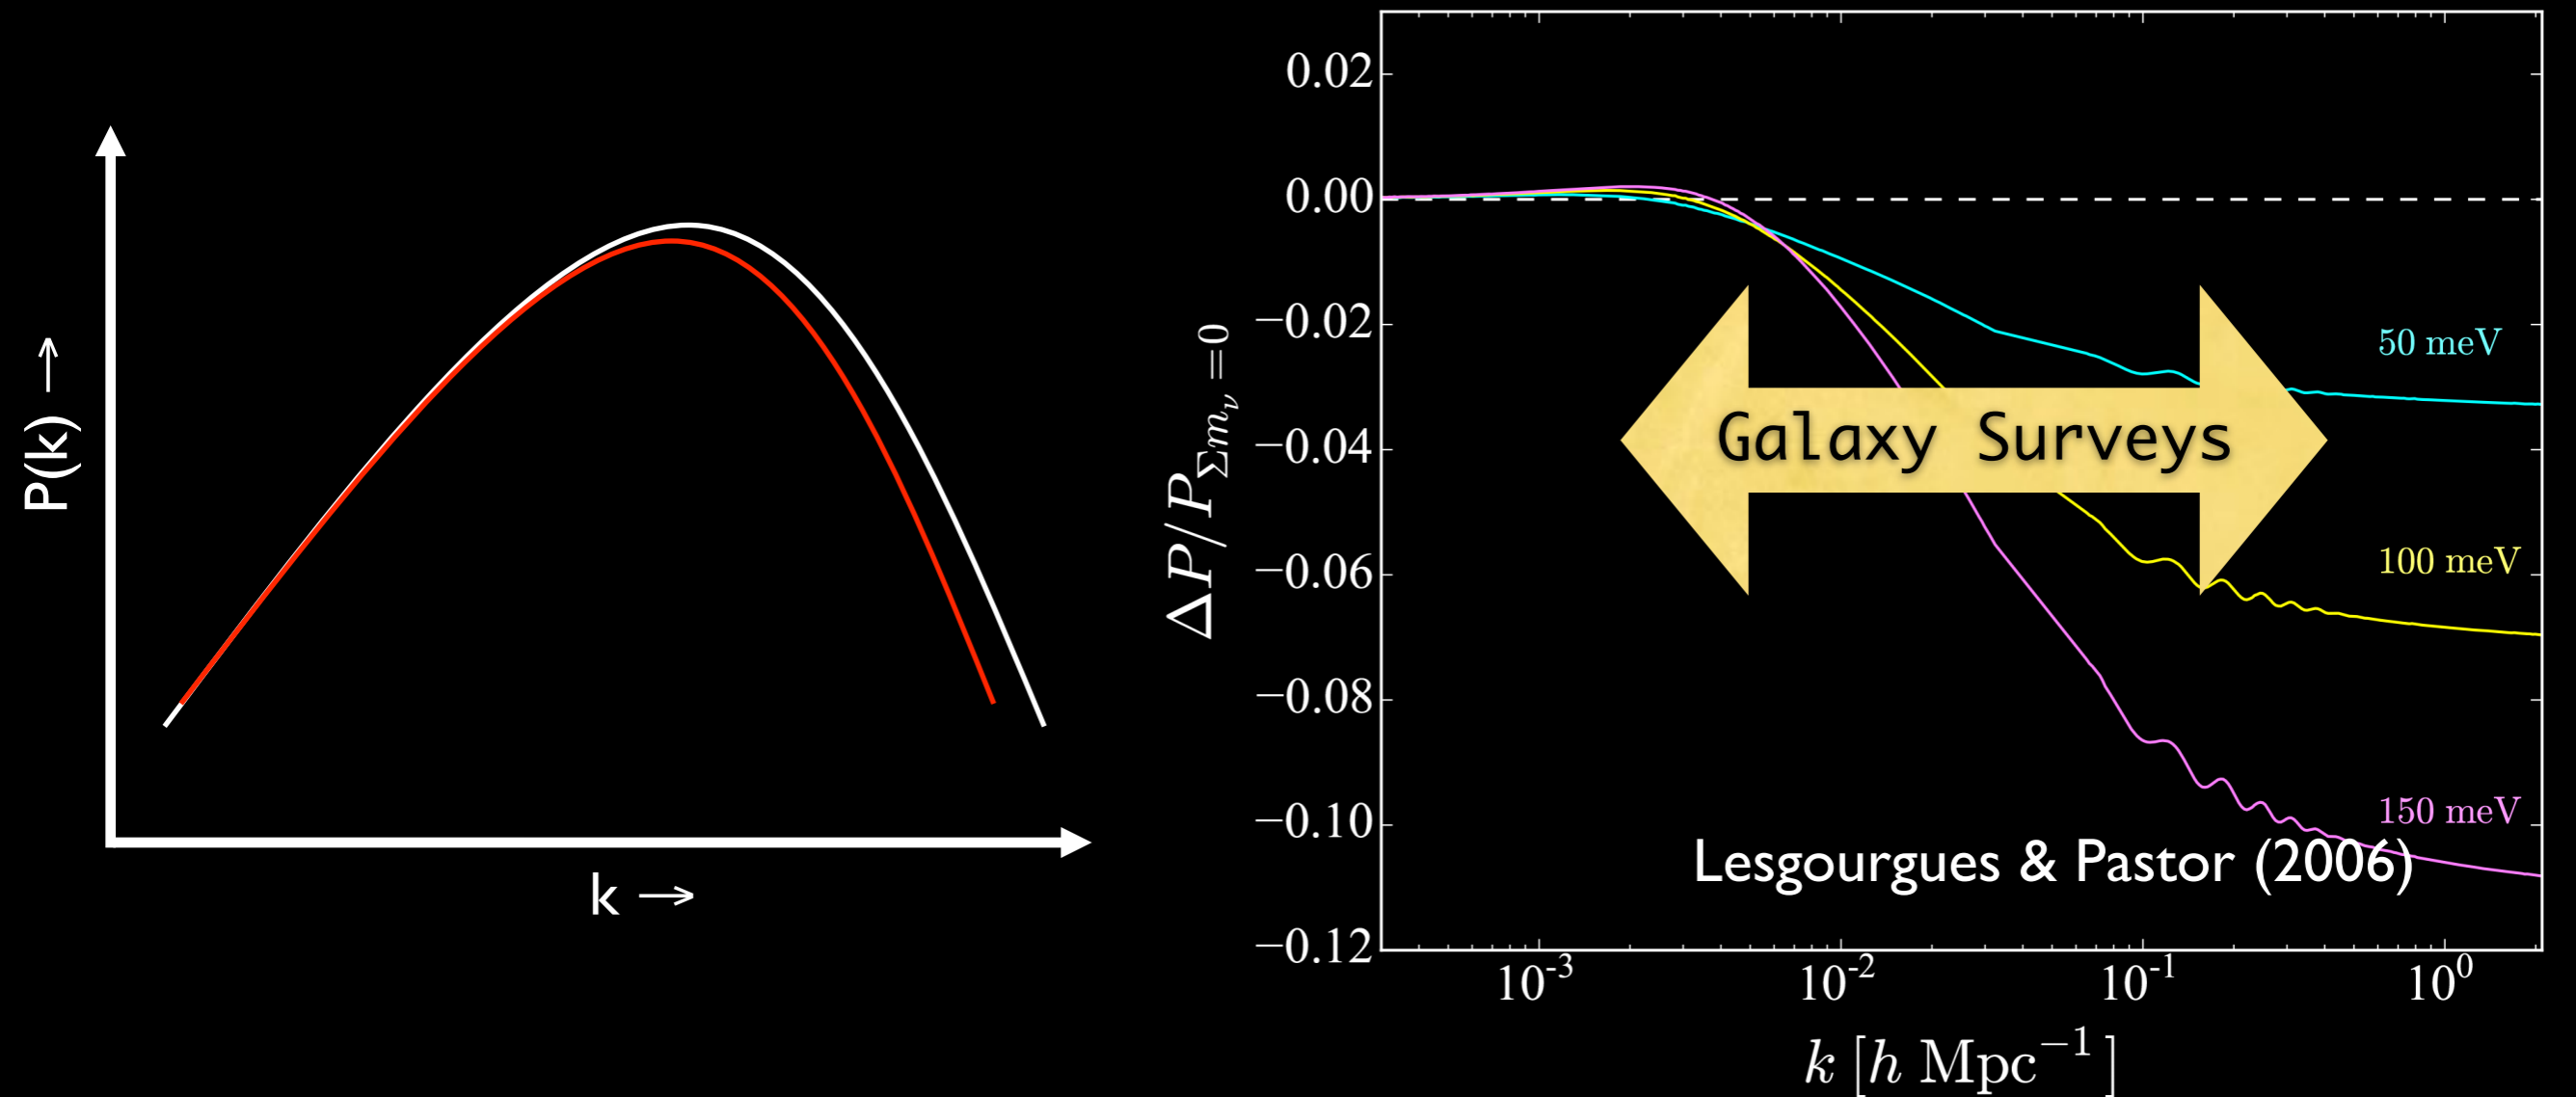 P(k) →
k →
ΔP/P_{Σm_ν=0}
0.02
0.00
−0.02
−0.04
−0.06
−0.08
−0.10
−0.12
50 meV
Galaxy Surveys
100 meV
150 meV
Lesgourgues & Pastor (2006)
10^{-3} 10^{-2} 10^{-1} 10^{0}
k [h Mpc^{−1}]